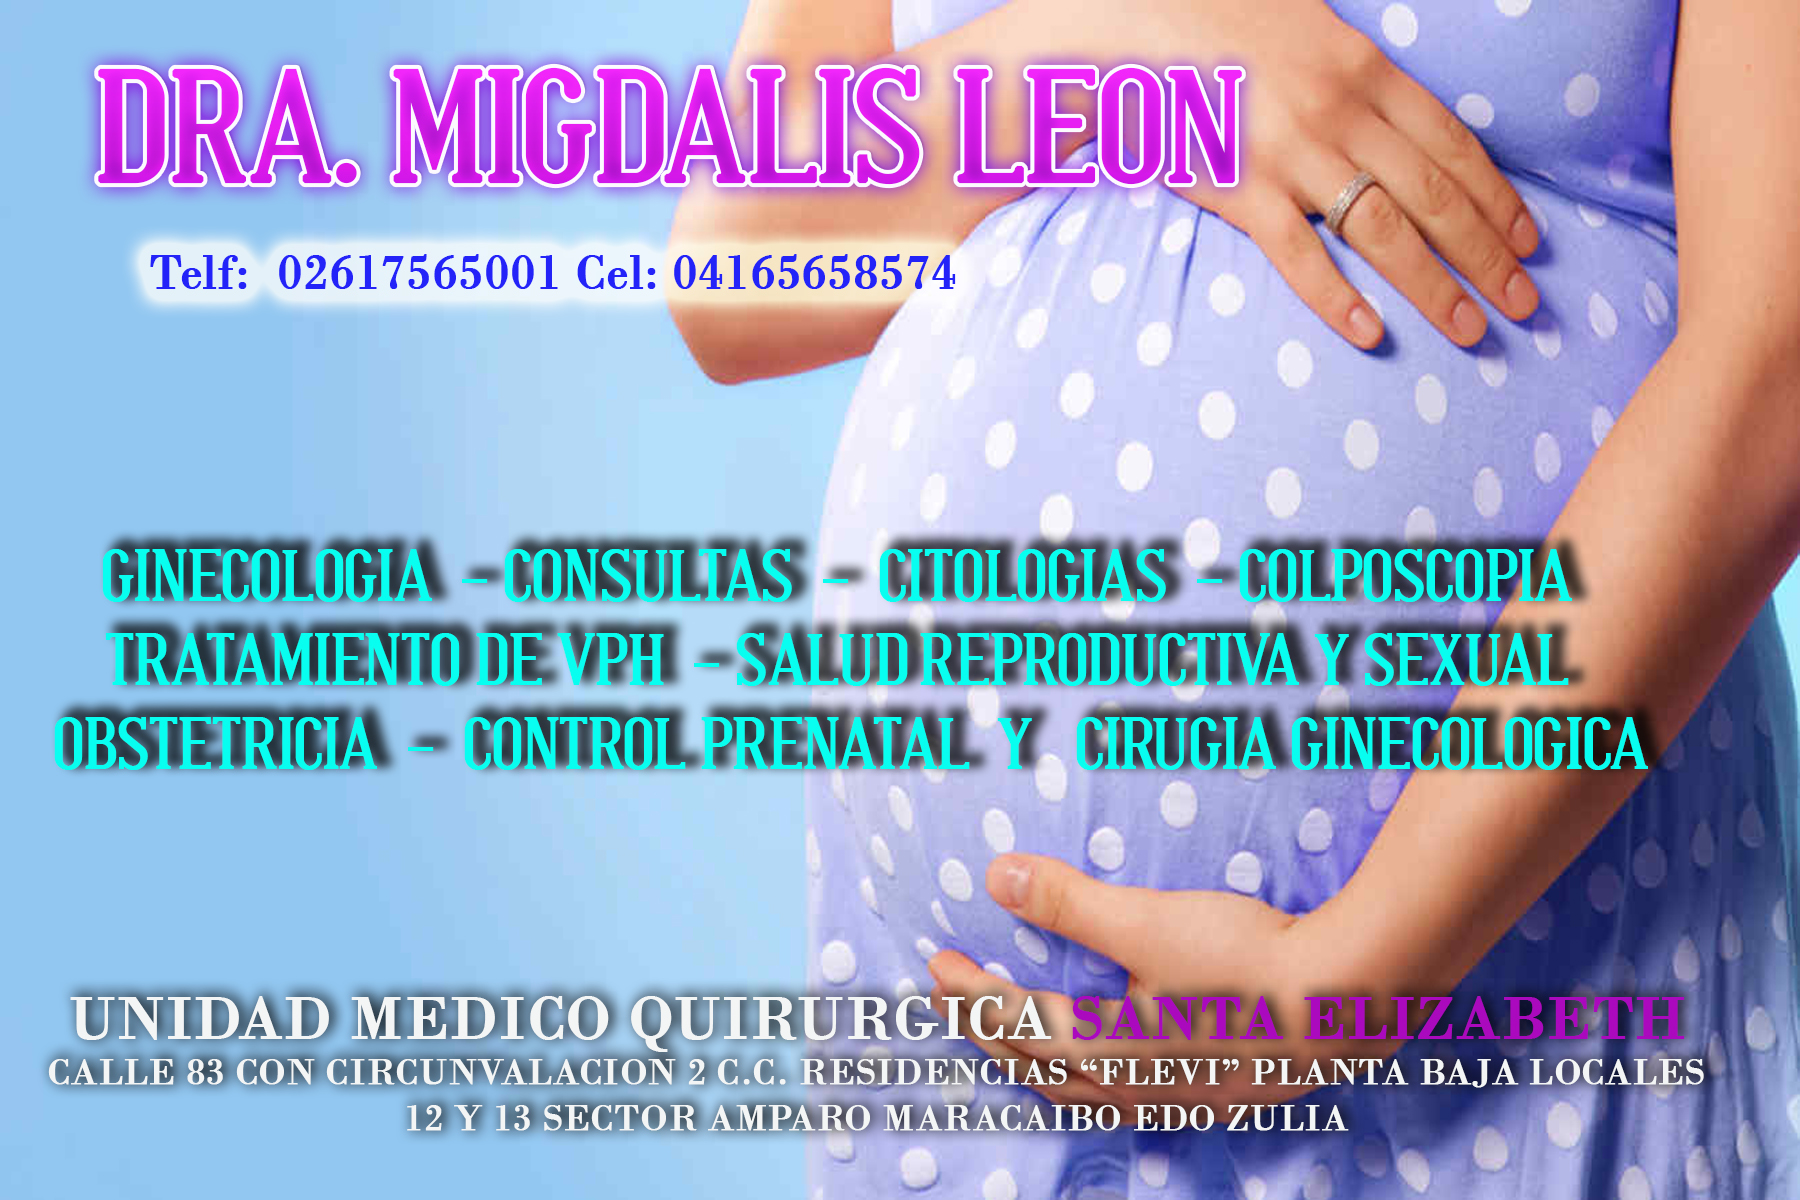 DRA. MIGDALIS LEON
Telf: 02617565001 Cel: 04165658574
GINECOLOGIA - CONSULTAS - CITOLOGIAS - COLPOSCOPIA
TRATAMIENTO DE VPH - SALUD REPRODUCTIVA Y SEXUAL
OBSTETRICIA - CONTROL PRENATAL Y CIRUGIA GINECOLOGICA
UNIDAD MEDICO QUIRURGICA SANTA ELIZABETH
CALLE 83 CON CIRCUNVALACION 2 C.C. RESIDENCIAS “FLEVI” PLANTA BAJA LOCALES
12 Y 13 SECTOR AMPARO MARACAIBO EDO ZULIA